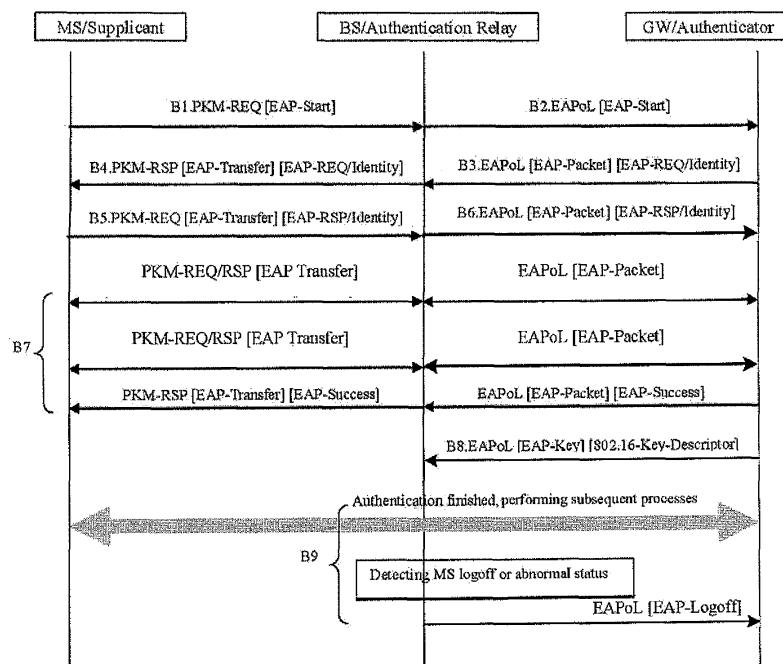 MS/Supplicant
BS/Authentication Relay
GW/Authenticator
B1.PKM-REQ [EAP-Start]
B2.EAPoL [EAP-Start]
B4.PKM-RSP [EAP-Transfer] [EAP-REQ/Identity]
B3.EAPoL [EAP-Packet] [EAP-REQ/Identity]
B5.PKM-REQ [EAP-Transfer] [EAP-RSP/Identity]
B6.EAPoL [EAP-Packet] [EAP-RSP/Identity]
PKM-REQ/RSP [EAP Transfer]
EAPoL [EAP-Packet]
B7
PKM-REQ/RSP [EAP Transfer]
EAPoL [EAP-Packet]
PKM-RSP [EAP-Transfer] [EAP-Success]
EAPoL [EAP-Packet] [EAP-Success]
B8.EAPoL [EAP-Key] [802.16-Key-Descriptor]
Authentication finished, performing subsequent processes
B9
Detecting MS logoff or abnormal status
EAPoL [EAP-Logoff]